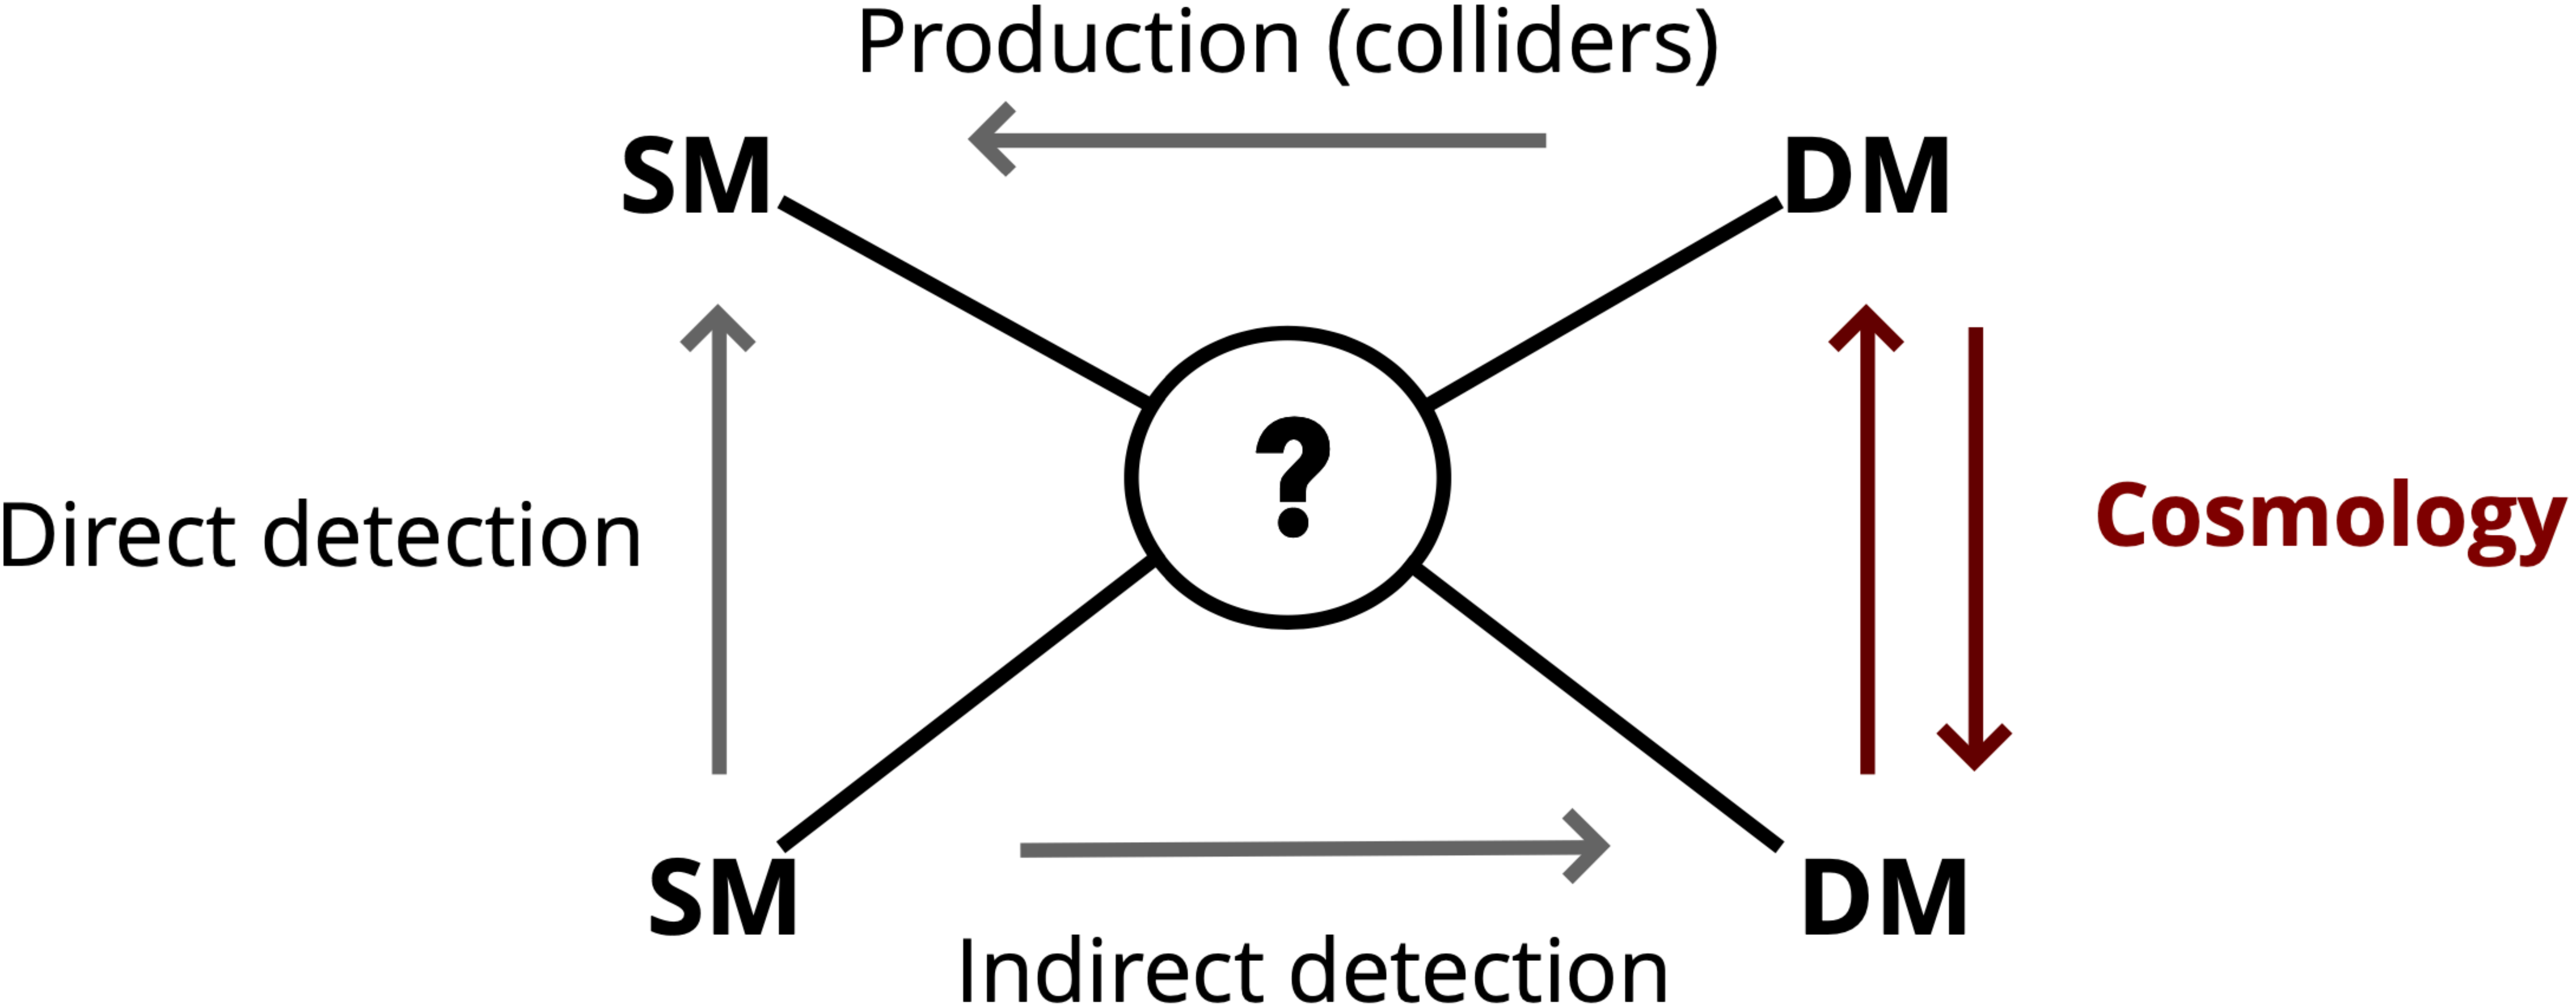 Production (colliders)
SM
DM
?
Direct detection
Cosmology
SM
DM
Indirect detection